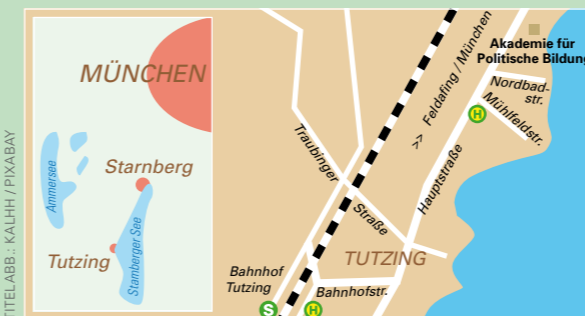 TITELABB.: KALHH / PIXABAY
MÜNCHEN
Starnberg
Ammersee
Starnberger See
Tutzing
Akademie für
Politische Bildung
Nordbad-
str.
Mühlfeldstr.
>> Feldafing / München
H
Traubinger
Straße
Hauptstraße
TUTZING
Bahnhof
Tutzing
Bahnhofstr.
S
H